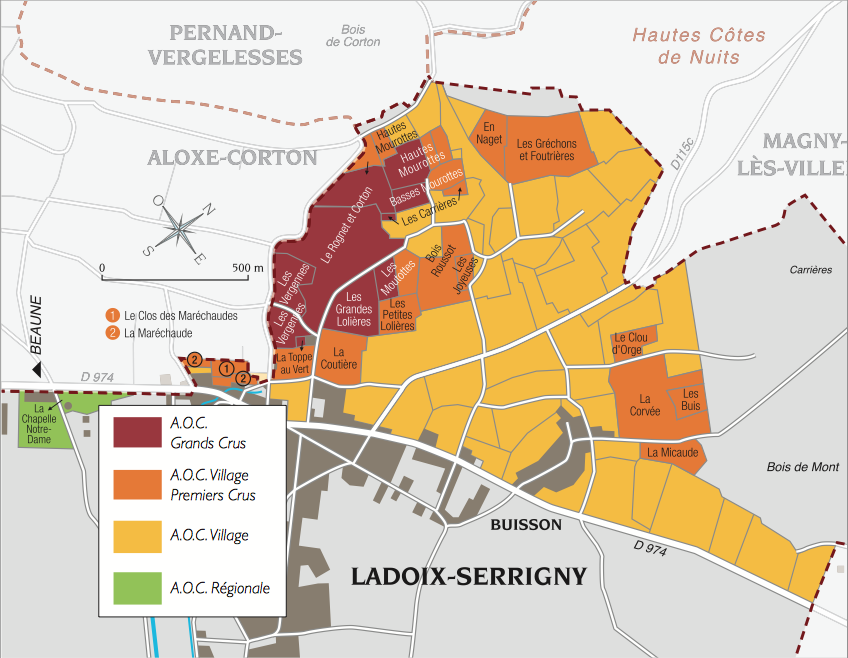 PERNAND-
VERGELESSES
Bois
de Corton
Hautes Côtes
de Nuits
MAGNY-
LÈS-VILLE
D115c
ALOXE-CORTON
O
N
S
E
0
500 m
BEAUNE
1 Le Clos des Maréchaudes
2 La Maréchaude
D 974
Hautes
Mourottes
Hautes
Mourottes
Basses Mourottes
Les Carrières
En
Naget
Les Gréchons
et Foutrières
Le Rognet et Corton
Les
Vergennes
Les
Vergennes
Bois
Roussot
Les
Joyeuses
Les
Moutottes
Les
Grandes
Lolières
Les
Petites
Lolières
La Toppe
au Vert
La
Coutière
2
1
2
Carrières
Le Clou
d'Orge
La
Corvée
Les
Buis
La Micaude
Bois de Mont
La
Chapelle
Notre-
Dame
A.O.C.
Grands Crus
A.O.C. Village
Premiers Crus
A.O.C. Village
A.O.C. Régionale
BUISSON
D 974
LADOIX-SERRIGNY